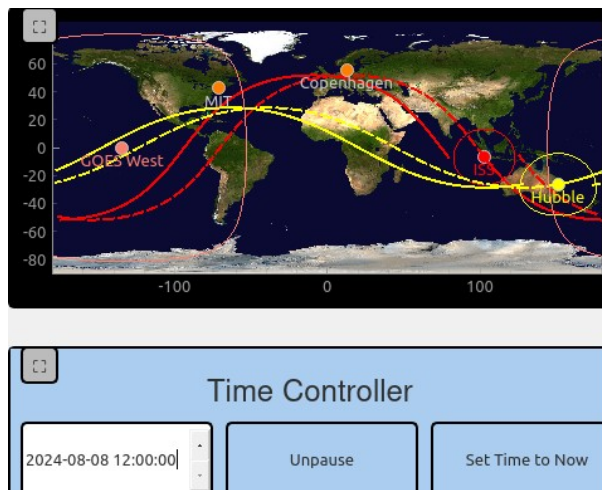 60
Copenhagen
40
MIT
20
0
GOES West
ISS
-20
Hubble
-40
-60
-80
-100
0
100
Time Controller
2024-08-08 12:00:00
Unpause
Set Time to Now